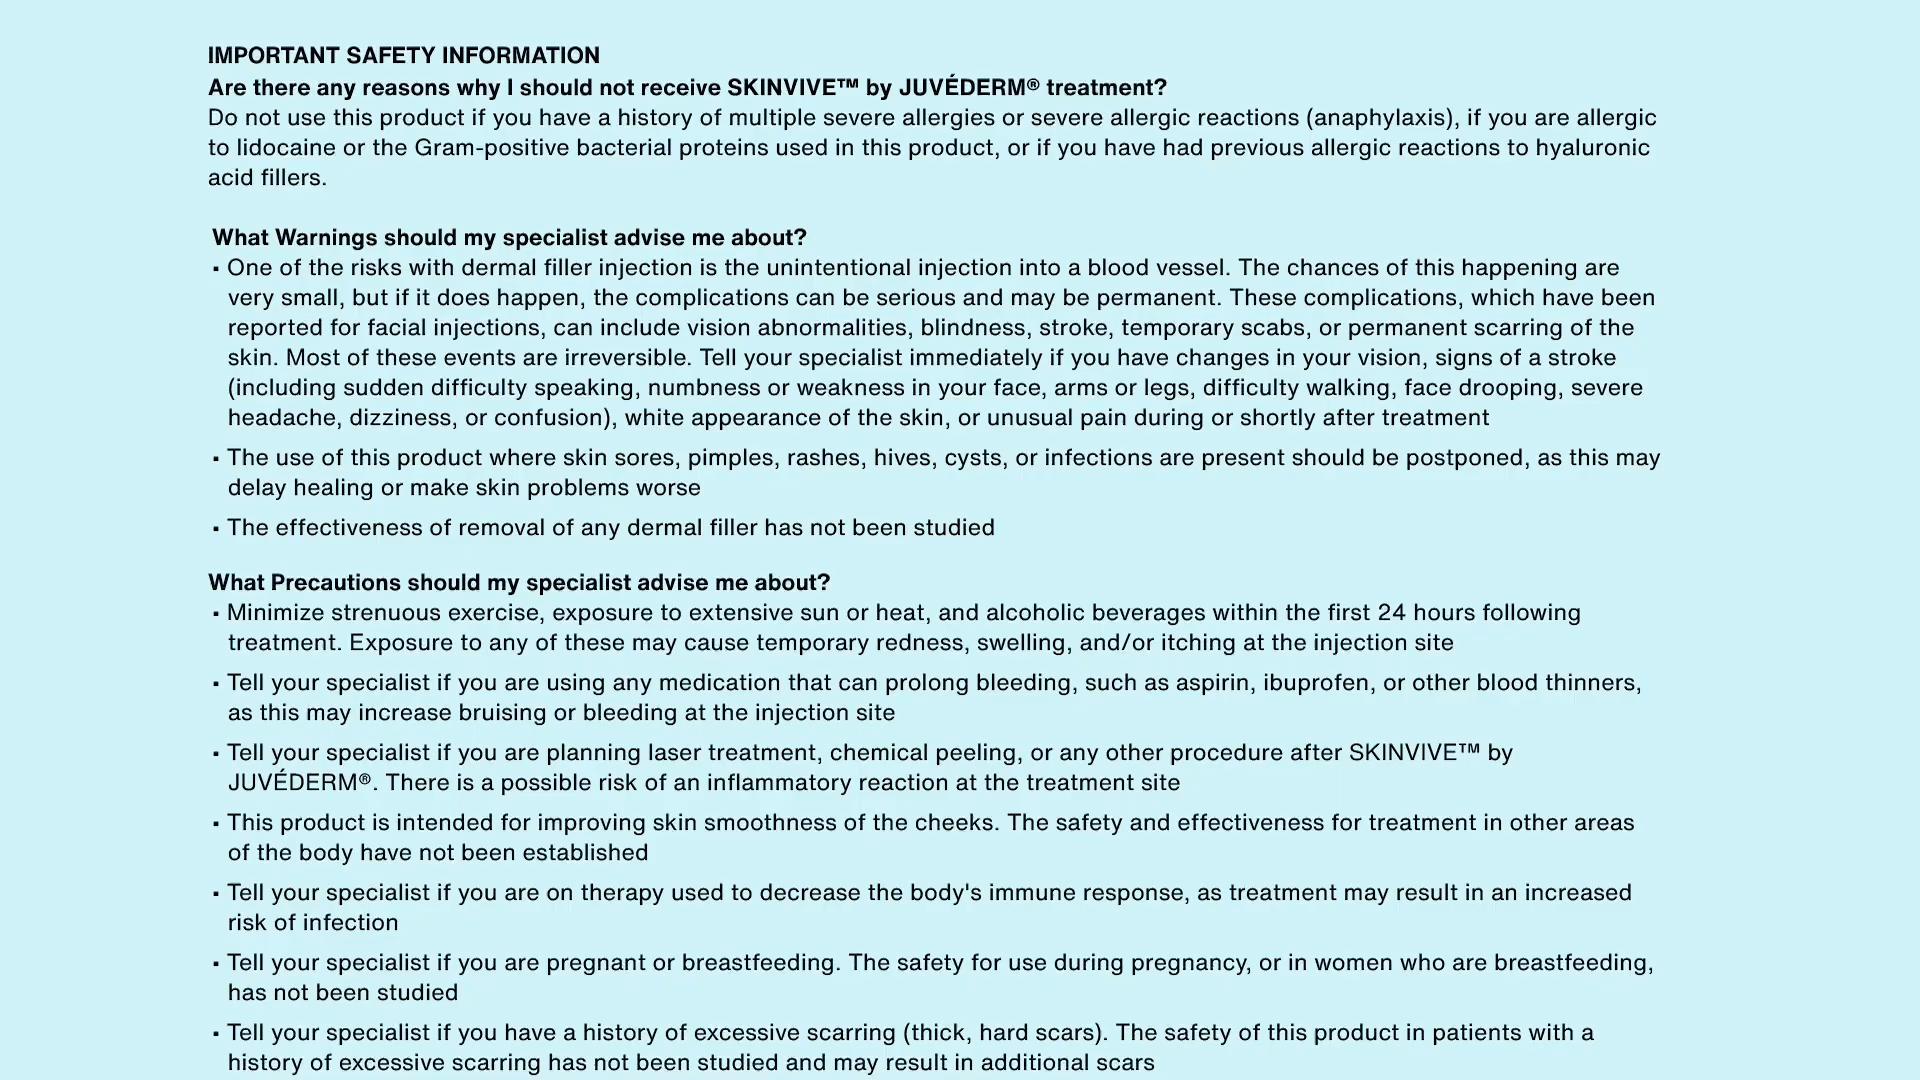 IMPORTANT SAFETY INFORMATION
Are there any reasons why I should not receive SKINVIVE™ by JUVÉDERM® treatment?
Do not use this product if you have a history of multiple severe allergies or severe allergic reactions (anaphylaxis), if you are allergic
to lidocaine or the Gram-positive bacterial proteins used in this product, or if you have had previous allergic reactions to hyaluronic
acid fillers.
What Warnings should my specialist advise me about?
▪ One of the risks with dermal filler injection is the unintentional injection into a blood vessel. The chances of this happening are
very small, but if it does happen, the complications can be serious and may be permanent. These complications, which have been
reported for facial injections, can include vision abnormalities, blindness, stroke, temporary scabs, or permanent scarring of the
skin. Most of these events are irreversible. Tell your specialist immediately if you have changes in your vision, signs of a stroke
(including sudden difficulty speaking, numbness or weakness in your face, arms or legs, difficulty walking, face drooping, severe
headache, dizziness, or confusion), white appearance of the skin, or unusual pain during or shortly after treatment
▪ The use of this product where skin sores, pimples, rashes, hives, cysts, or infections are present should be postponed, as this may
delay healing or make skin problems worse
▪ The effectiveness of removal of any dermal filler has not been studied
What Precautions should my specialist advise me about?
▪ Minimize strenuous exercise, exposure to extensive sun or heat, and alcoholic beverages within the first 24 hours following
treatment. Exposure to any of these may cause temporary redness, swelling, and/or itching at the injection site
▪ Tell your specialist if you are using any medication that can prolong bleeding, such as aspirin, ibuprofen, or other blood thinners,
as this may increase bruising or bleeding at the injection site
▪ Tell your specialist if you are planning laser treatment, chemical peeling, or any other procedure after SKINVIVE™ by
JUVÉDERM®. There is a possible risk of an inflammatory reaction at the treatment site
▪ This product is intended for improving skin smoothness of the cheeks. The safety and effectiveness for treatment in other areas
of the body have not been established
▪ Tell your specialist if you are on therapy used to decrease the body's immune response, as treatment may result in an increased
risk of infection
▪ Tell your specialist if you are pregnant or breastfeeding. The safety for use during pregnancy, or in women who are breastfeeding,
has not been studied
▪ Tell your specialist if you have a history of excessive scarring (thick, hard scars). The safety of this product in patients with a
history of excessive scarring has not been studied and may result in additional scars